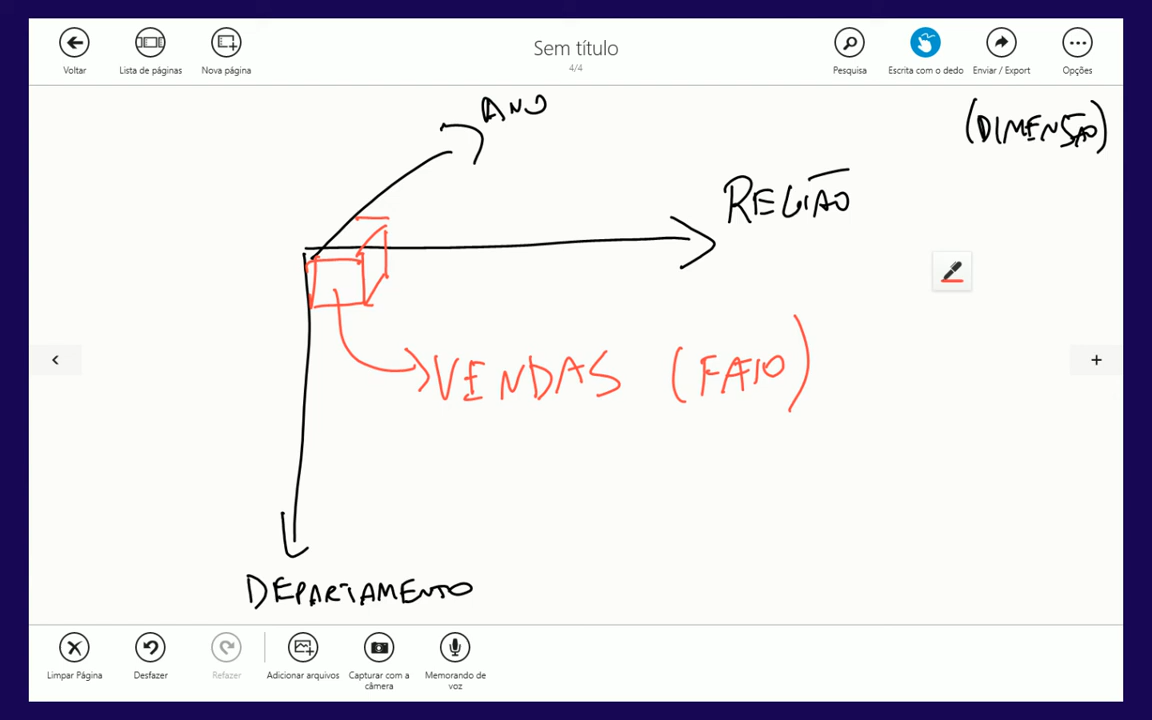 Sem título
4/4
Voltar
Lista de páginas
Nova página
Pesquisa
Escrita com o dedo
Enviar / Export
Opções
ANO
(DIMENSÃO)
REGIÃO
VENDAS (FATO)
DEPARTAMENTO
Limpar Página
Desfazer
Refazer
Adicionar arquivos
Capturar com a
câmera
Memorando de
voz